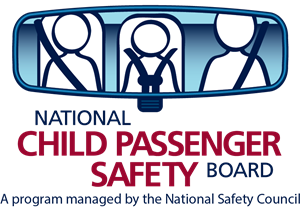 NATIONAL
CHILD PASSENGER
SAFETY BOARD
A program managed by the National Safety Council